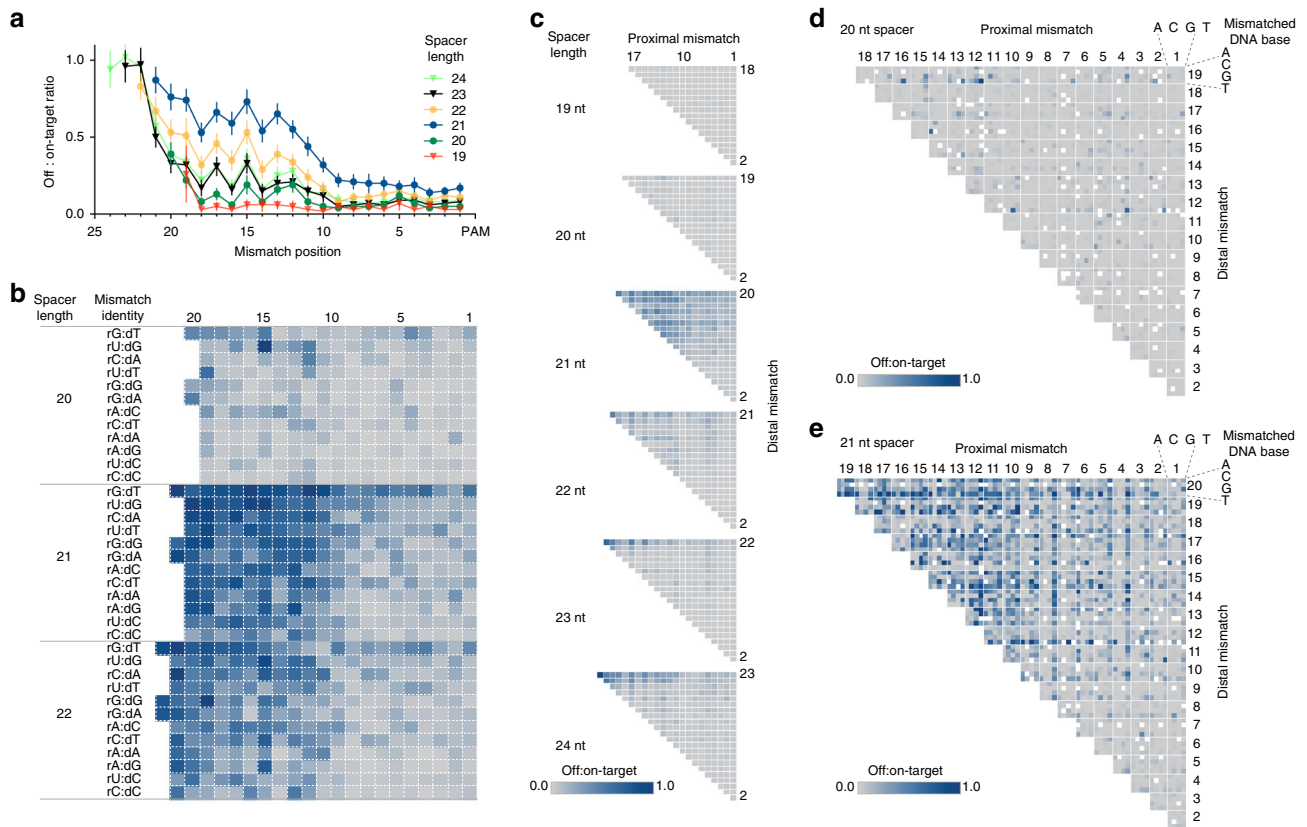 a
Off : on-target ratio
1.0
0.5
0.0
25
20
15
10
5
PAM
Mismatch position
Spacer
length
24
23
22
21
20
19
b
Spacer
length
Mismatch
identity
20 15 10 5 1
20
rG:dT
rU:dG
rC:dA
rU:dT
rG:dG
rG:dA
rA:dC
rC:dT
rA:dA
rA:dG
rU:dC
rC:dC
21
rG:dT
rU:dG
rC:dA
rU:dT
rG:dG
rG:dA
rA:dC
rC:dT
rA:dA
rA:dG
rU:dC
rC:dC
22
rG:dT
rU:dG
rC:dA
rU:dT
rG:dG
rG:dA
rA:dC
rC:dT
rA:dA
rA:dG
rU:dC
rC:dC
c
Spacer
length
Proximal mismatch
17 10 1
18
19 nt
2
19
20 nt
2
20
21 nt
2
21
22 nt
2
22
23 nt
2
23
24 nt
2
Distal mismatch
Off:on-target
0.0 1.0
d
20 nt spacer
Proximal mismatch
A C G T
Mismatched
DNA base
A
C
G
T
18 17 16 15 14 13 12 11 10 9 8 7 6 5 4 3 2 1
19
18
17
16
15
14
13
12
11
10
9
8
7
6
5
4
3
2
Distal mismatch
Off:on-target
0.0 1.0
e
21 nt spacer
Proximal mismatch
A C G T
Mismatched
DNA base
A
C
G
T
19 18 17 16 15 14 13 12 11 10 9 8 7 6 5 4 3 2 1
20
19
18
17
16
15
14
13
12
11
10
9
8
7
6
5
4
3
2
Distal mismatch
Off:on-target
0.0 1.0